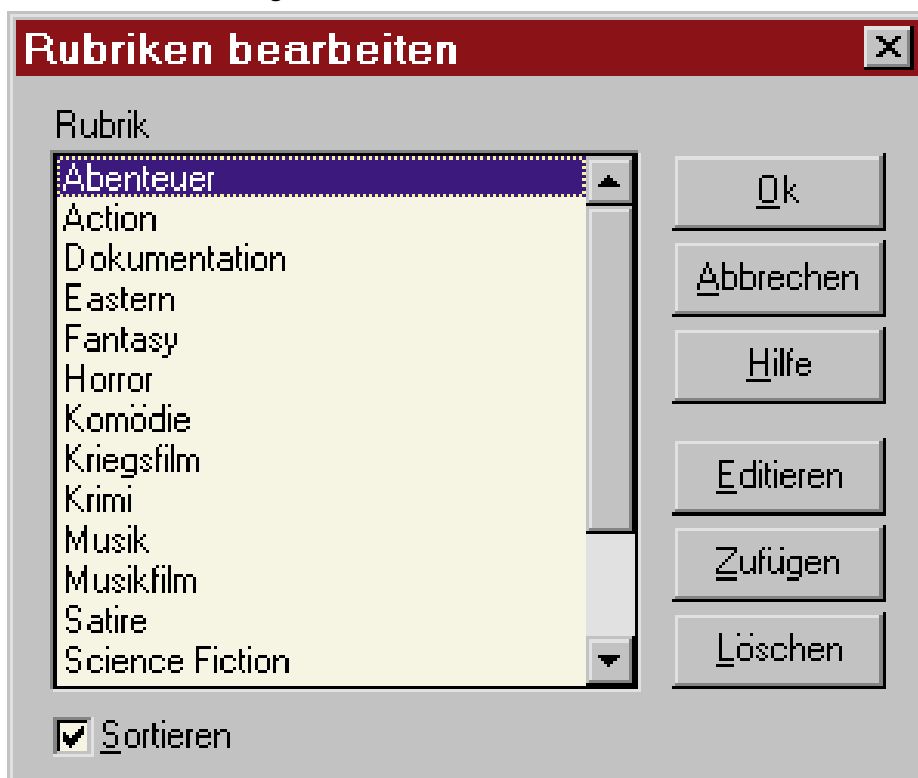 Rubriken bearbeiten
Rubrik
Abenteuer
Action
Dokumentation
Eastern
Fantasy
Horror
Komödie
Kriegsfilm
Krimi
Musik
Musikfilm
Satire
Science Fiction
Ok
Abbrechen
Hilfe
Editieren
Zufügen
Löschen
Sortieren